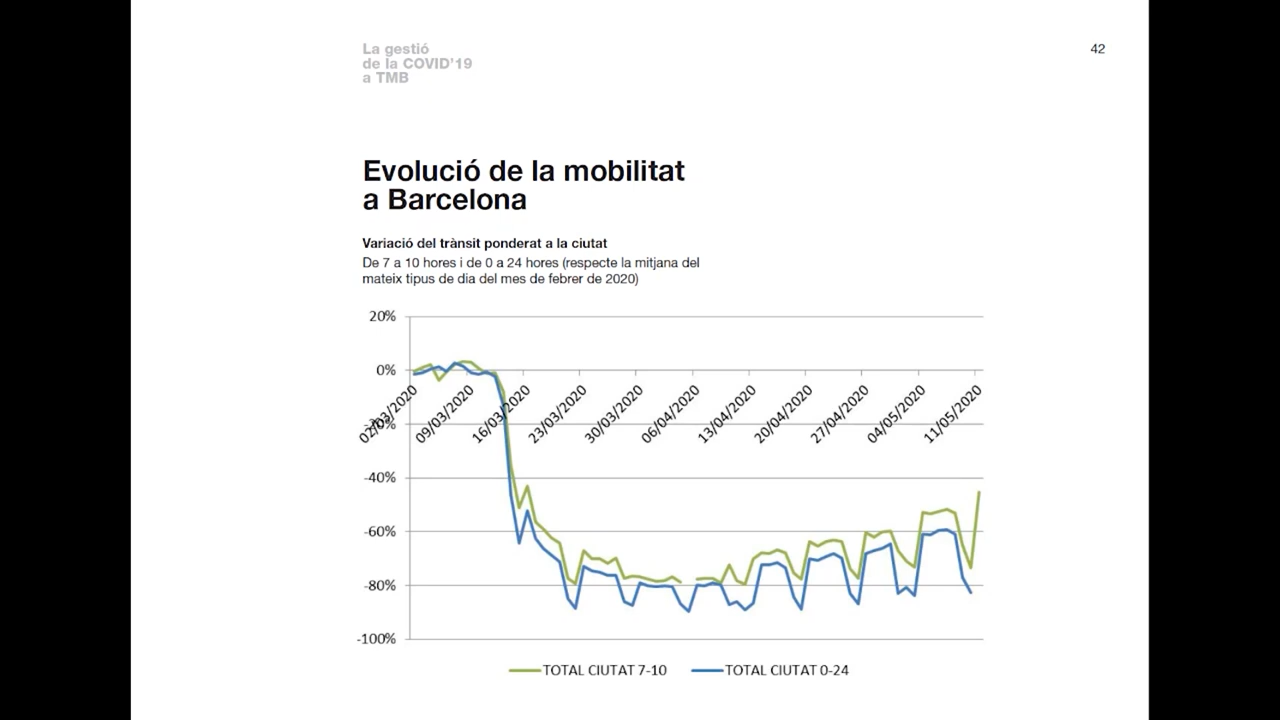 La gestió
de la COVID'19
a TMB
42
Evolució de la mobilitat
a Barcelona
Variació del trànsit ponderat a la ciutat
De 7 a 10 hores i de 0 a 24 hores (respecte la mitjana del
mateix tipus de dia del mes de febrer de 2020)
20%
0%
-20%
-40%
-60%
-80%
-100%
02/03/2020
09/03/2020
16/03/2020
23/03/2020
30/03/2020
06/04/2020
13/04/2020
20/04/2020
27/04/2020
04/05/2020
11/05/2020
TOTAL CIUTAT 7-10
TOTAL CIUTAT 0-24